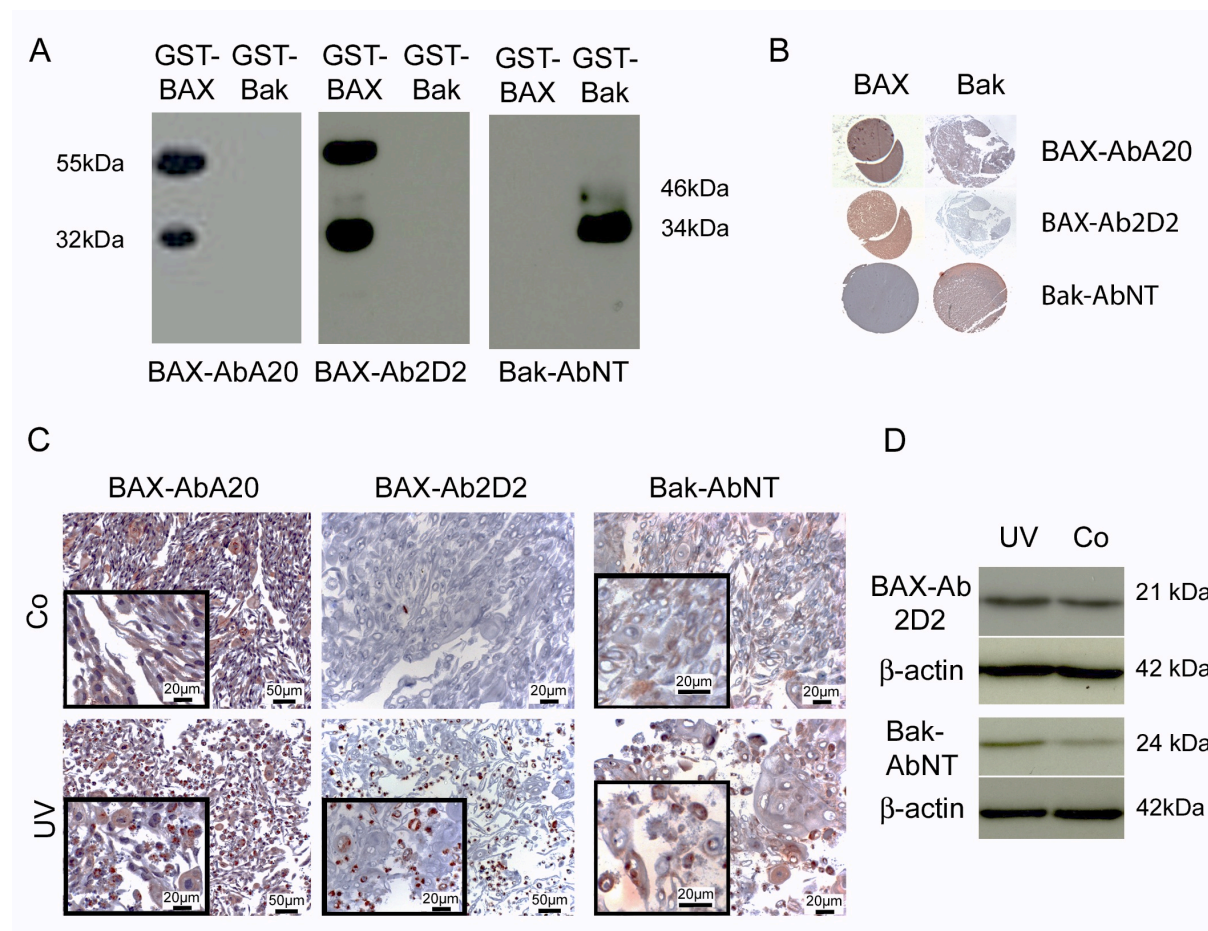 A
GST- GST-
BAX Bak
GST- GST-
BAX Bak
GST- GST-
BAX Bak
55kDa
32kDa
46kDa
34kDa
BAX-AbA20
BAX-Ab2D2
Bak-AbNT
B
BAX Bak
BAX-AbA20
BAX-Ab2D2
Bak-AbNT
C
BAX-AbA20
BAX-Ab2D2
Bak-AbNT
Co
20µm
50µm
20µm
20µm
20µm
UV
20µm
50µm
20µm
50µm
20µm
20µm
D
UV Co
BAX-Ab
2D2
21 kDa
β-actin
42 kDa
Bak-
AbNT
24 kDa
β-actin
42kDa